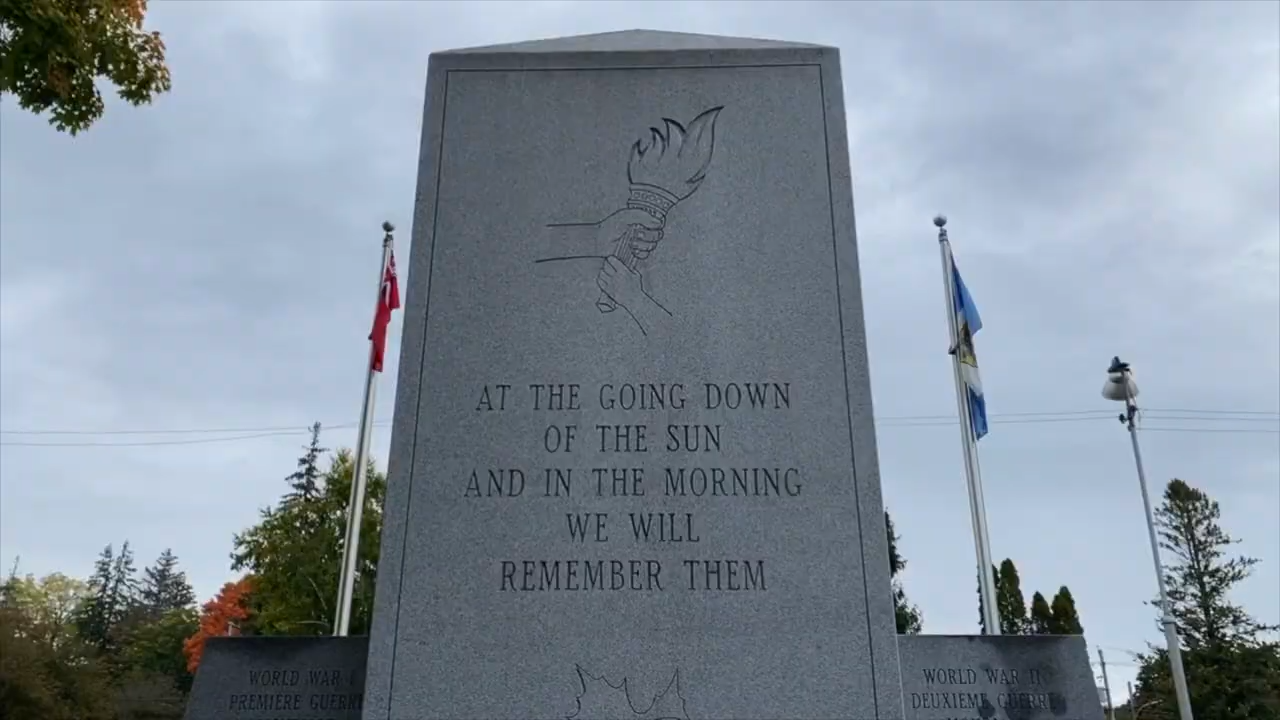 AT THE GOING DOWN
OF THE SUN
AND IN THE MORNING
WE WILL
REMEMBER THEM
WORLD WAR I
PREMIERE GUERRE
WORLD WAR II
DEUXIEME GUERRE